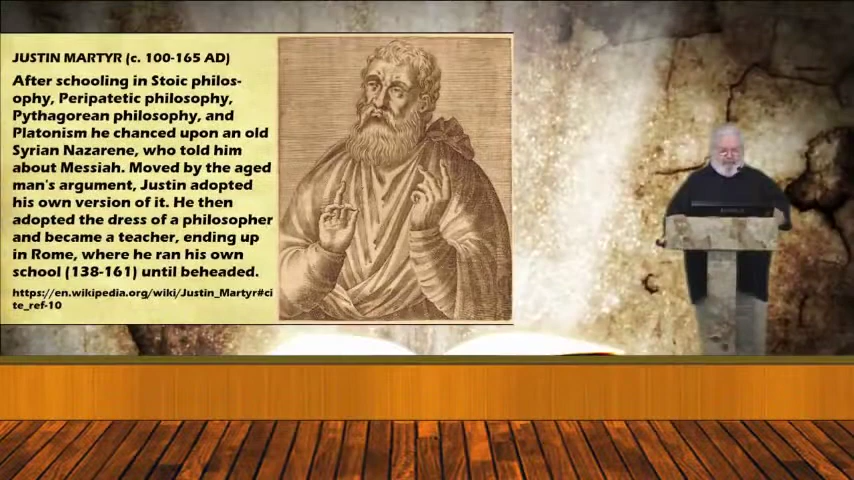 JUSTIN MARTYR (c. 100-165 AD)
After schooling in Stoic philos-
ophy, Peripatetic philosophy,
Pythagorean philosophy, and
Platonism he chanced upon an old
Syrian Nazarene, who told him
about Messiah. Moved by the aged
man's argument, Justin adopted
his own version of it. He then
adopted the dress of a philosopher
and became a teacher, ending up
in Rome, where he ran his own
school (138-161) until beheaded.
https://en.wikipedia.org/wiki/Justin_Martyr#ci
te_ref-10